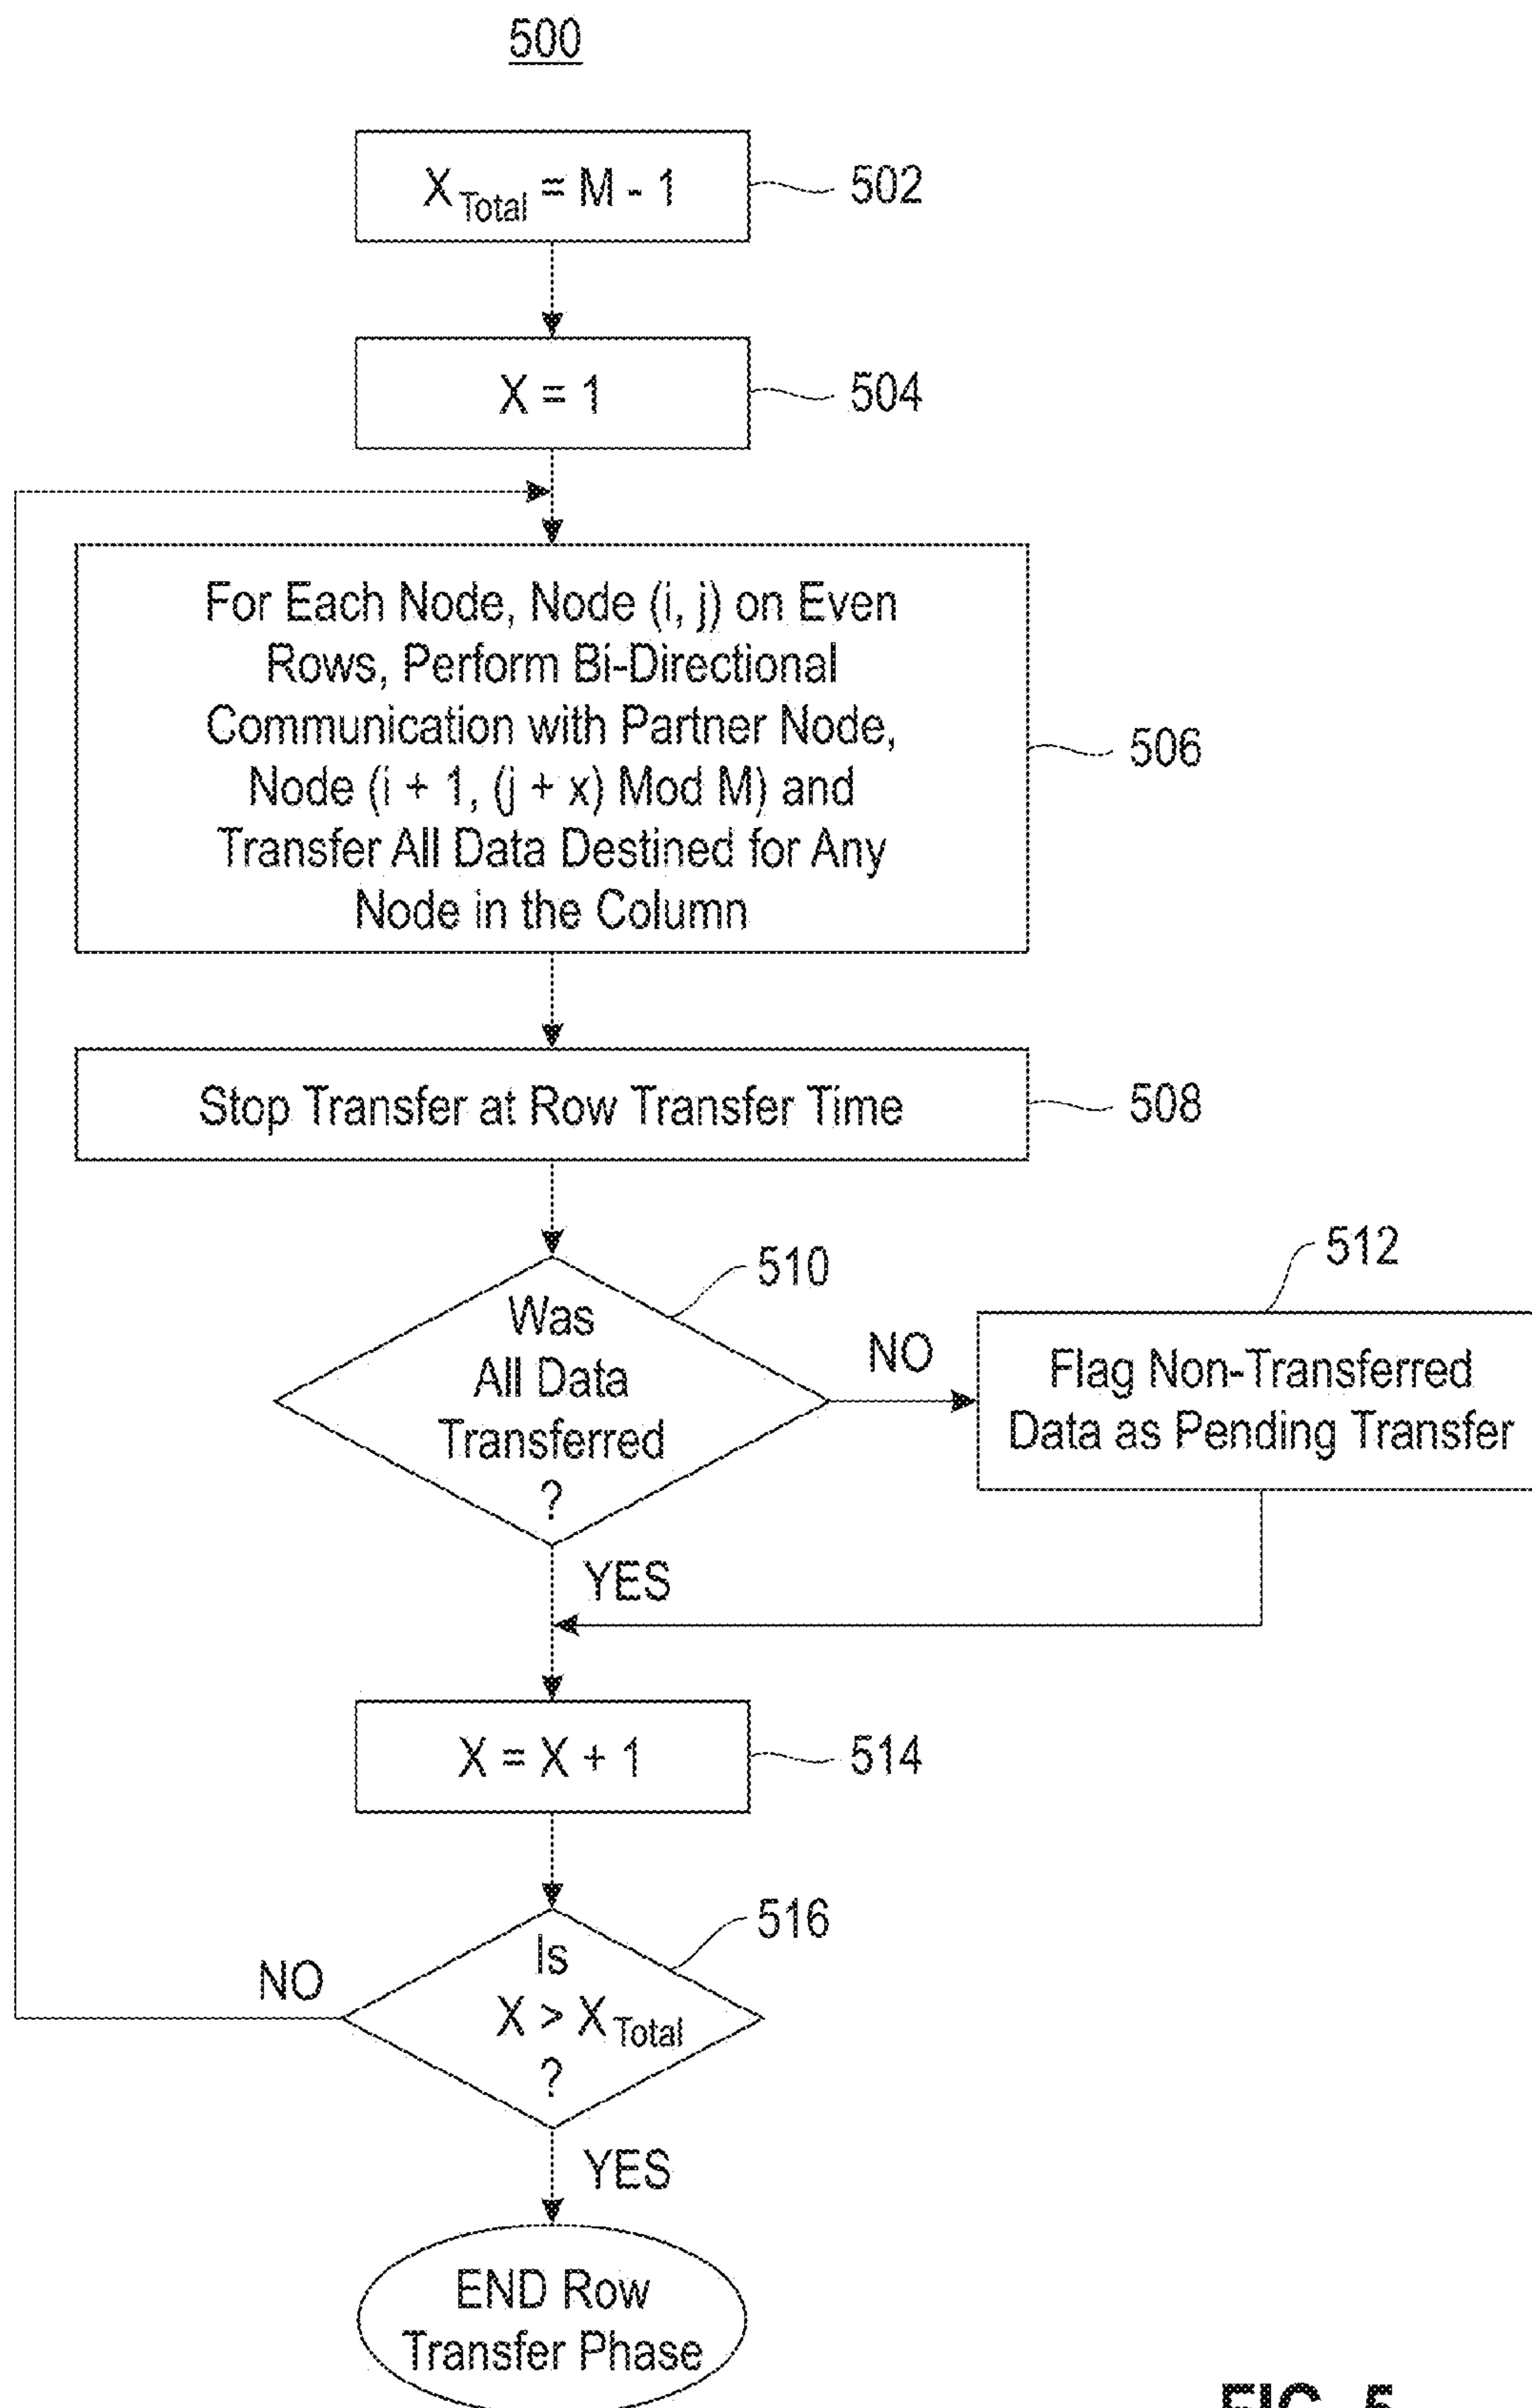 500
X Total = M - 1
502
X = 1
504
For Each Node, Node (i, j) on Even
Rows, Perform Bi-Directional
Communication with Partner Node,
Node (i + 1, (j + x) Mod M) and
Transfer All Data Destined for Any
Node in the Column
506
Stop Transfer at Row Transfer Time
508
510
Was
All Data
Transferred
?
NO
512
Flag Non-Transferred
Data as Pending Transfer
YES
X = X + 1
514
516
Is
X > X Total
?
NO
YES
END Row
Transfer Phase
FIG. 5